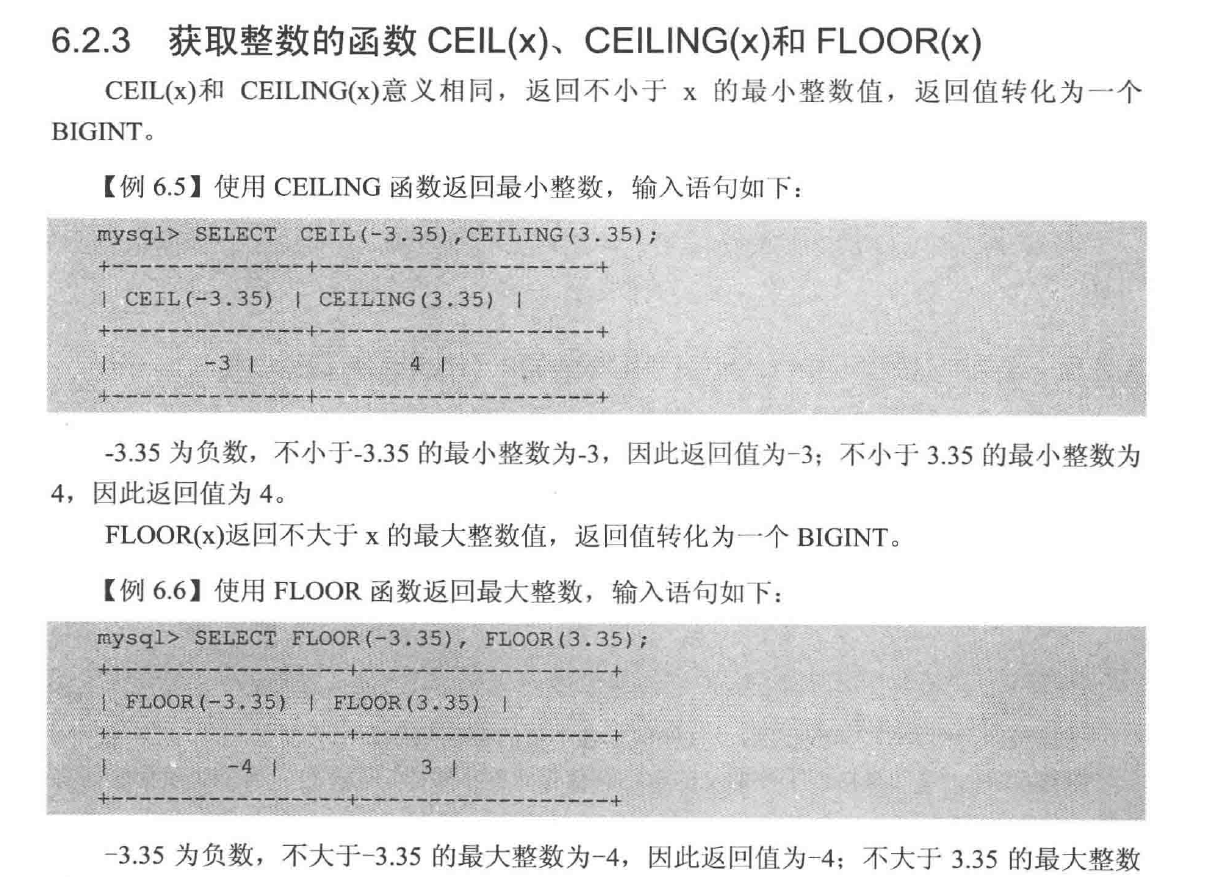 6.2.3 获取整数的函数 CEIL(x)、CEILING(x)和 FLOOR(x)
CEIL(x)和 CEILING(x)意义相同，返回不小于 x 的最小整数值，返回值转化为一个
BIGINT。
【例 6.5】使用 CEILING 函数返回最小整数，输入语句如下：
mysql> SELECT  CEIL(-3.35),CEILING(3.35);
+--------------+--------------------+
| CEIL(-3.35) | CEILING(3.35) |
+--------------+--------------------+
|          -3 |               4 |
+--------------+--------------------+
-3.35 为负数，不小于-3.35 的最小整数为-3，因此返回值为-3；不小于 3.35 的最小整数为
4，因此返回值为 4。
FLOOR(x)返回不大于 x 的最大整数值，返回值转化为一个 BIGINT。
【例 6.6】使用 FLOOR 函数返回最大整数，输入语句如下：
mysql> SELECT FLOOR(-3.35), FLOOR(3.35);
+-----------------+------------------+
| FLOOR(-3.35) | FLOOR(3.35) |
+-----------------+------------------+
|            -4 |              3 |
+-----------------+------------------+
-3.35 为负数，不大于-3.35 的最大整数为-4，因此返回值为-4；不大于 3.35 的最大整数